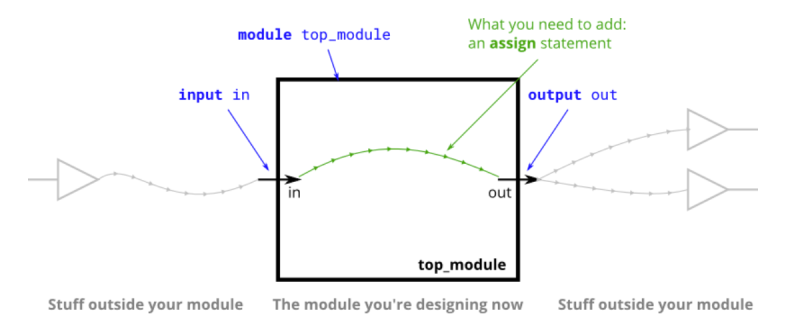 What you need to add:
an assign statement
module top_module
input in
output out
in
out
top_module
Stuff outside your module
The module you're designing now
Stuff outside your module